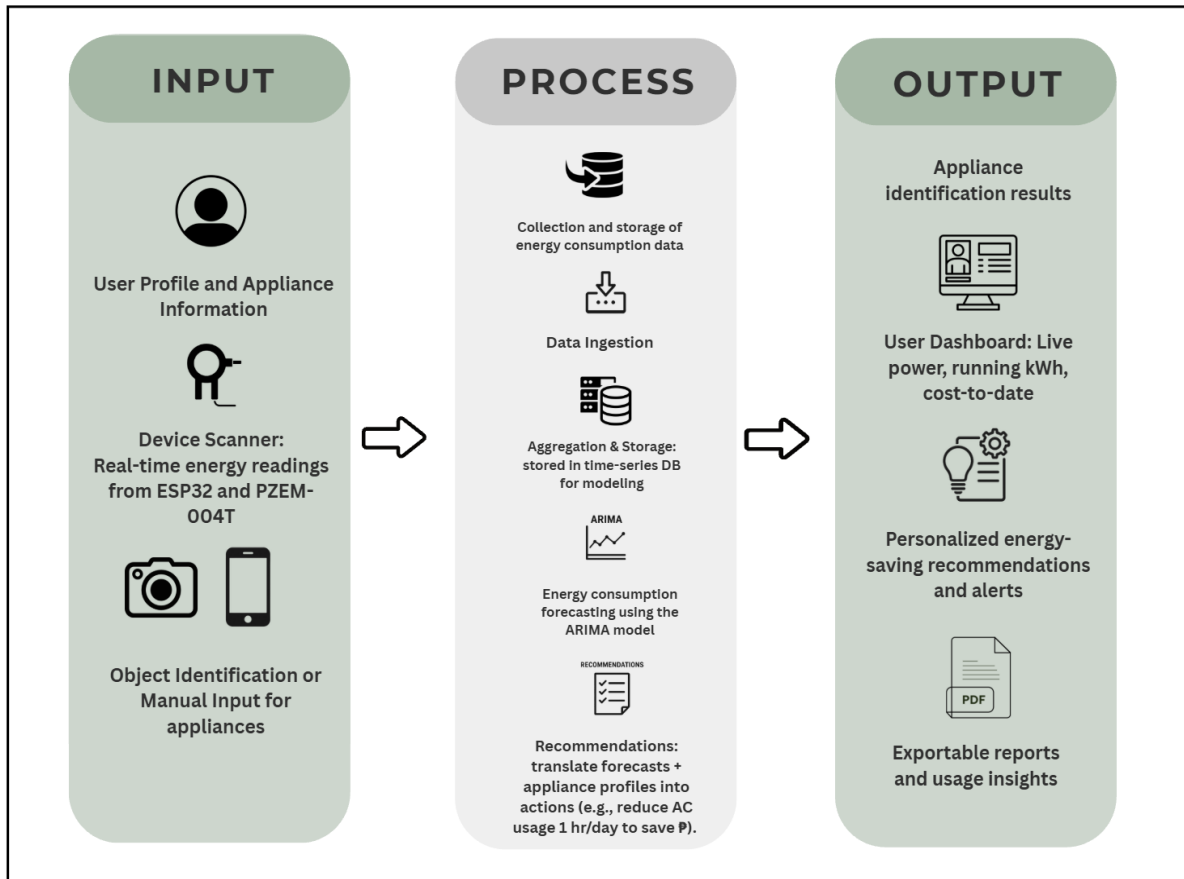 INPUT
User Profile and Appliance
Information
Device Scanner:
Real-time energy readings
from ESP32 and PZEM-
004T
Object Identification or
Manual Input for
appliances
PROCESS
Collection and storage of
energy consumption data
Data Ingestion
Aggregation & Storage:
stored in time-series DB
for modeling
ARIMA
Energy consumption
forecasting using the
ARIMA model
RECOMMENDATIONS
Recommendations:
translate forecasts +
appliance profiles into
actions (e.g., reduce AC
usage 1 hr/day to save ₱).
OUTPUT
Appliance
identification results
User Dashboard: Live
power, running kWh,
cost-to-date
Personalized energy-
saving recommendations
and alerts
PDF
Exportable reports
and usage insights